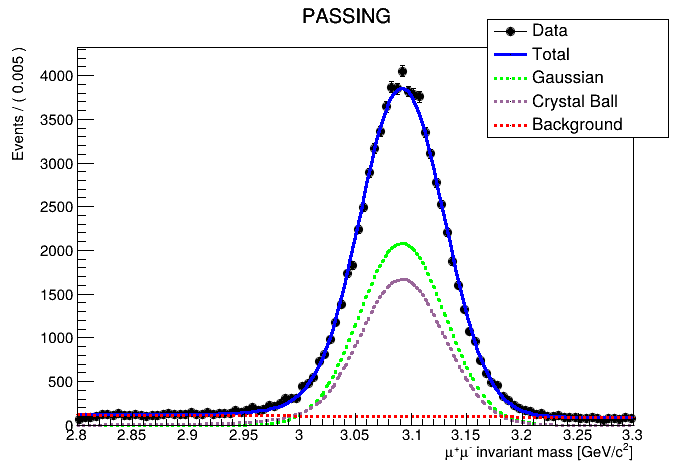 PASSING
Data
Total
Gaussian
Crystal Ball
Background
Events / ( 0.005 )
4000
3500
3000
2500
2000
1500
1000
500
0
2.8 2.85 2.9 2.95 3 3.05 3.1 3.15 3.2 3.25 3.3
μ⁺μ⁻ invariant mass [GeV/c²]